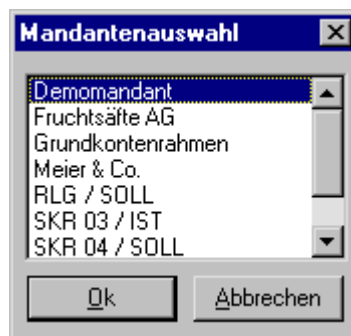 Mandantenauswahl
Demomandant
Fruchtsäfte AG
Grundkontenrahmen
Meier & Co.
RLG / SOLL
SKR 03 / IST
SKR 04 / SOLL
Ok
Abbrechen